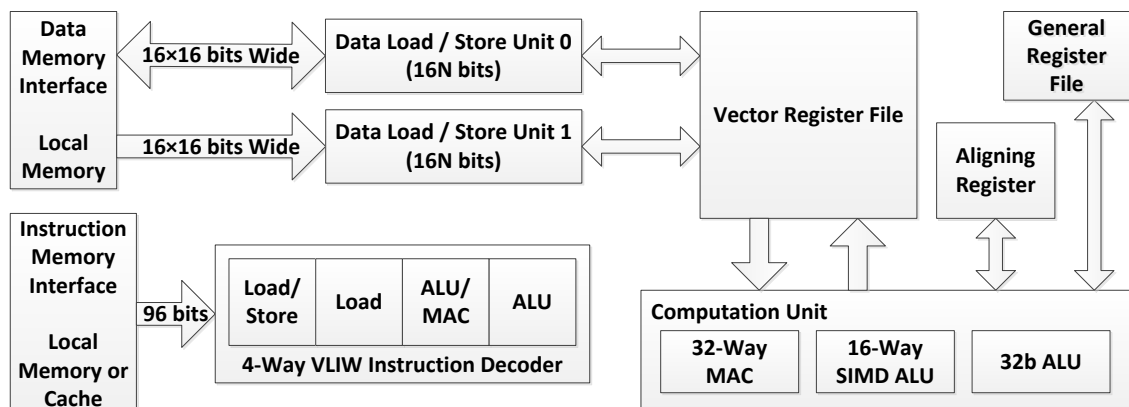 Data
Memory
Interface
Local
Memory
16×16 bits Wide
16×16 bits Wide
Data Load / Store Unit 0
(16N bits)
Data Load / Store Unit 1
(16N bits)
Vector Register File
General
Register
File
Aligning
Register
Instruction
Memory
Interface
Local
Memory or
Cache
96 bits
Load/
Store
Load
ALU/
MAC
ALU
4-Way VLIW Instruction Decoder
Computation Unit
32-Way
MAC
16-Way
SIMD ALU
32b ALU